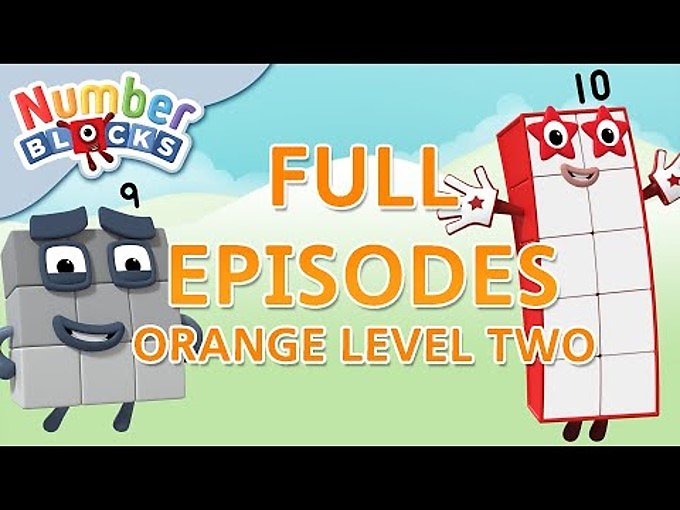 Number
BLOCKS
10
9
FULL
EPISODES
ORANGE LEVEL TWO